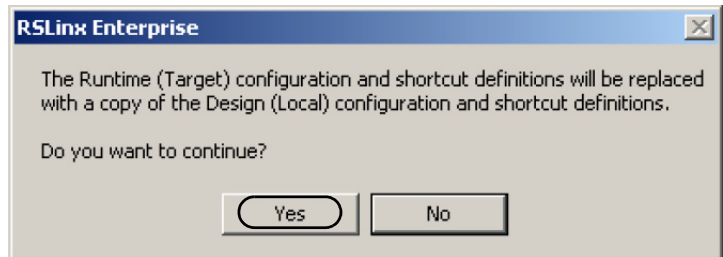 RSLinx Enterprise
The Runtime (Target) configuration and shortcut definitions will be replaced
with a copy of the Design (Local) configuration and shortcut definitions.
Do you want to continue?
Yes
No